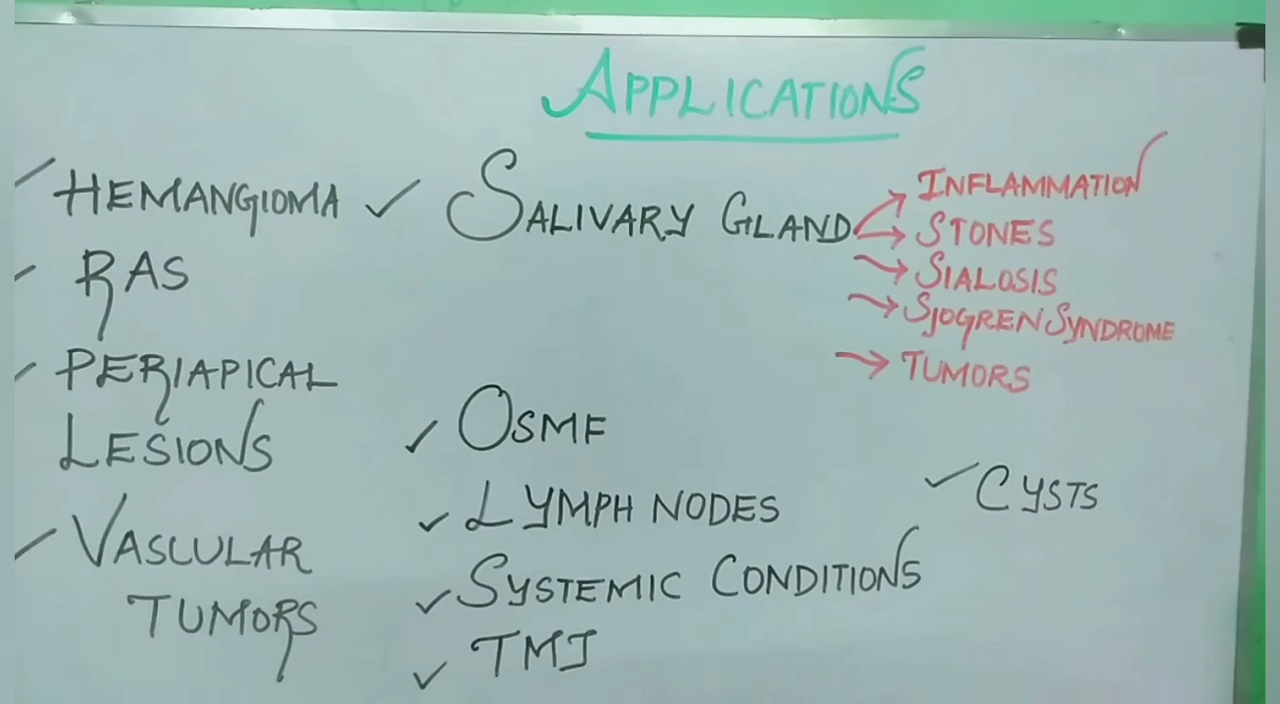 APPLICATIONS
HEMANGIOMA
RAS
PERIAPICAL
LESIONS
VASCULAR
TUMORS
SALIVARY GLAND
INFLAMMATION
STONES
SIALOSIS
SJOGREN SYNDROME
TUMORS
OSMF
LYMPH NODES
SYSTEMIC CONDITIONS
TMJ
CYSTS